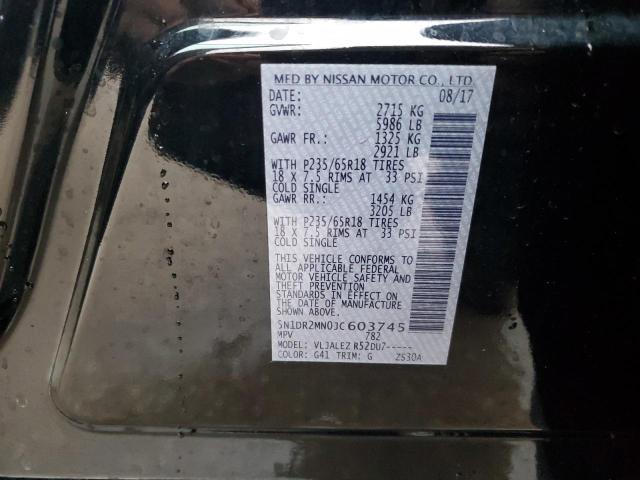 MFD BY NISSAN MOTOR CO., LTD.
DATE: 08/17
GVWR: 2715 KG
5986 LB
GAWR FR.: 1325 KG
2921 LB
WITH P235/65R18 TIRES
18 X 7.5 RIMS AT 33 PSI
COLD SINGLE
GAWR RR.: 1454 KG
3205 LB
WITH P235/65R18 TIRES
18 X 7.5 RIMS AT 33 PSI
COLD SINGLE
THIS VEHICLE CONFORMS TO
ALL APPLICABLE FEDERAL
MOTOR VEHICLE SAFETY AND
THEFT PREVENTION
STANDARDS IN EFFECT ON
THE DATE OF MANUFACTURE
SHOWN ABOVE.
5N1DR2MN0JC603745
MPV 782
MODEL: VLJALEZ R52DU7-----
COLOR: G41 TRIM: G ZS30A